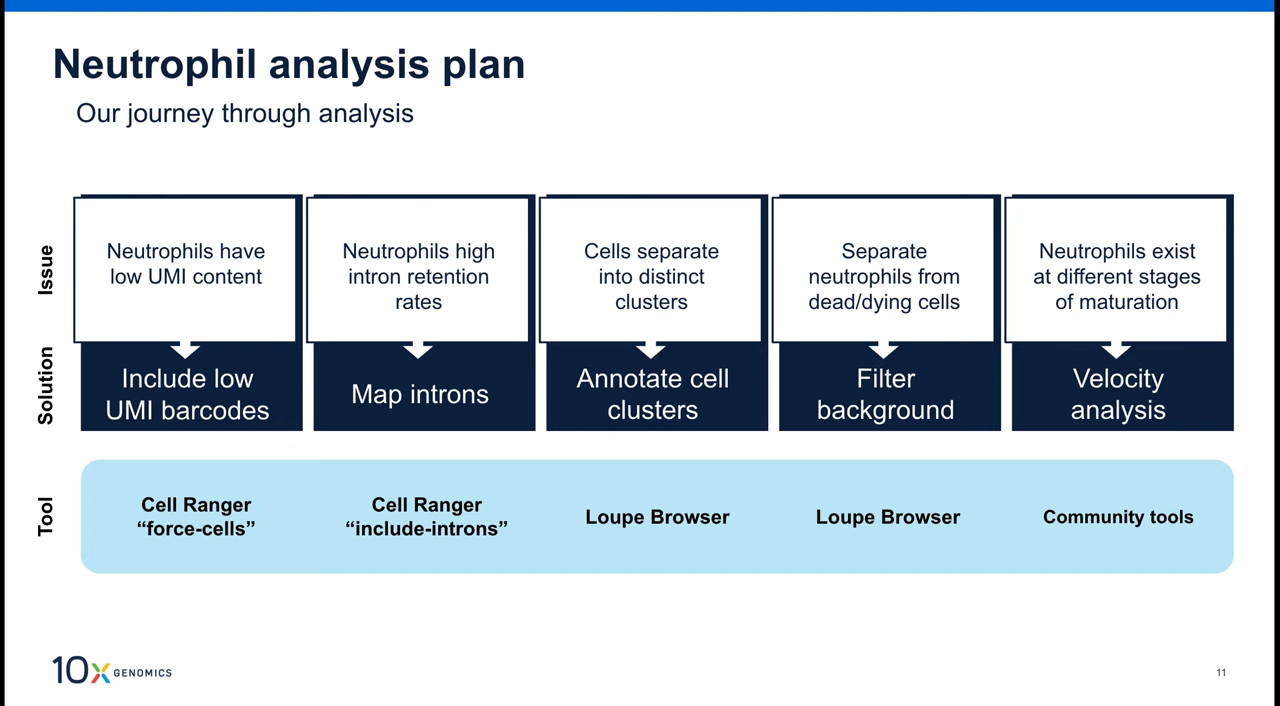 Neutrophil analysis plan
Our journey through analysis
Issue
Neutrophils have
low UMI content
Neutrophils high
intron retention
rates
Cells separate
into distinct
clusters
Separate
neutrophils from
dead/dying cells
Neutrophils exist
at different stages
of maturation
Solution
Include low
UMI barcodes
Map introns
Annotate cell
clusters
Filter
background
Velocity
analysis
Tool
Cell Ranger
“force-cells”
Cell Ranger
“include-introns”
Loupe Browser
Loupe Browser
Community tools
10x GENOMICS
11